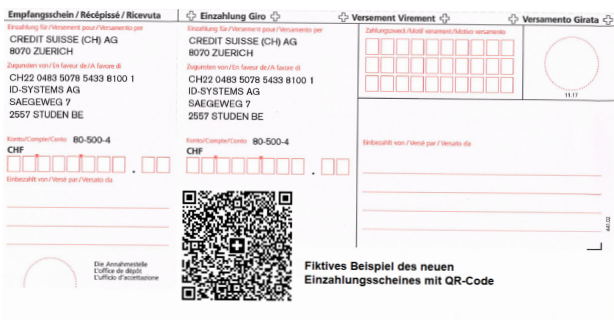 Empfangsschein / Récépissé / Ricevuta
Einzahlung für/Versement pour/Versamento per
CREDIT SUISSE (CH) AG
8070 ZUERICH
Zugunsten von/En faveur de/A favore di
CH22 0483 5078 5433 8100 1
ID-SYSTEMS AG
SAEGEWEG 7
2557 STUDEN BE
Konto/Compte/Conto 80-500-4
CHF
.
Einbezahlt von/Versé par/Versato da
Die Annahmestelle
L'office de dépôt
L'ufficio d'accettazione
Einzahlung Giro
Einzahlung für/Versement pour/Versamento per
CREDIT SUISSE (CH) AG
8070 ZUERICH
Zugunsten von/En faveur de/A favore di
CH22 0483 5078 5433 8100 1
ID-SYSTEMS AG
SAEGEWEG 7
2557 STUDEN BE
Konto/Compte/Conto 80-500-4
CHF
.
Versement Virement
Versamento Girata
Zahlungszweck/Motif versement/Motivo versamento
11.17
Einbezahlt von / Versé par / Versato da
441.02
Fiktives Beispiel des neuen
Einzahlungsscheines mit QR-Code